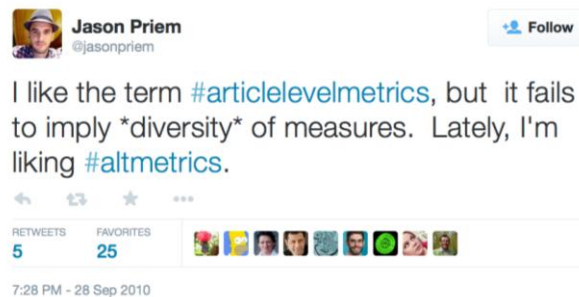 Jason Priem
@jasonpriem
Follow
I like the term #articlelevelmetrics, but  it fails
to imply *diversity* of measures.  Lately, I'm
liking #altmetrics.
RETWEETS FAVORITES
5 25
7:28 PM - 28 Sep 2010